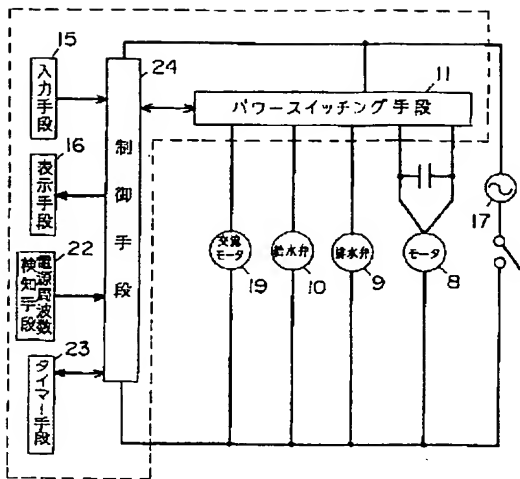 15
入力手段
24
11
パワースイッチング手段
16
表示手段
制御手段
17
22
電源周波数
検知手段
交流
モータ
19
給水弁
10
排水弁
9
モータ
8
23
タイマー手段